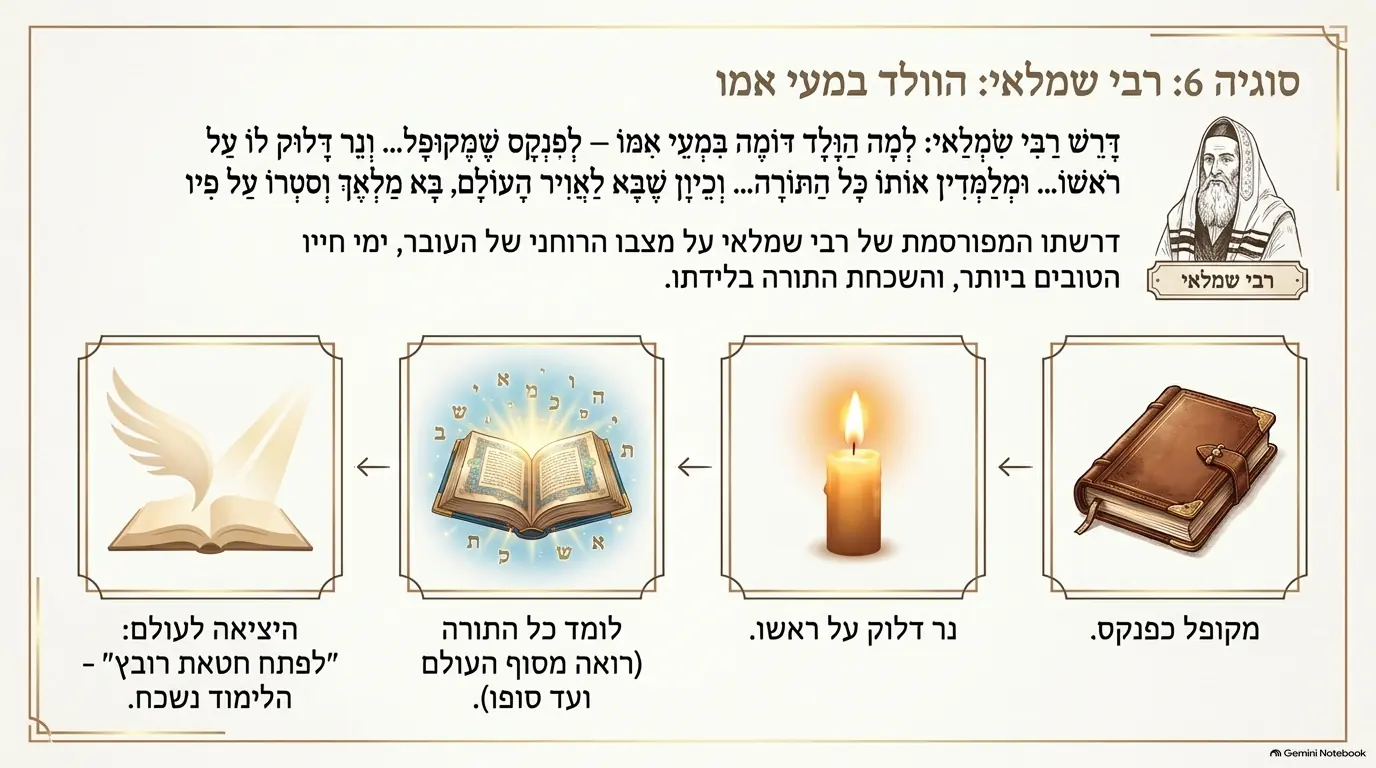 סוגיה 6: רבי שמלאי: הוולד במעי אמו
דָּרֵשׁ רַבִּי שִׂמְלַאי: לְמָה הַוָּלָד דּוֹמֶה בִּמְעֵי אִמּוֹ – לְפִנְקָס שֶׁמְּקוּפָּל... וְנֵר דָּלוּק לוֹ עַל
רֹאשׁוֹ... וּמְלַמְּדִין אוֹתוֹ כָּל הַתּוֹרָה... וְכֵיוָן שֶׁבָּא לַאֲוִיר הָעוֹלָם, בָּא מַלְאָךְ וְסִטְרוֹ עַל פִּיו
דרשתו המפורסמת של רבי שמלאי על מצבו הרוחני של העובר, ימי חייו
הטובים ביותר, והשכחת התורה בלידתו.
רבי שמלאי
מקופל כפנקס.
נר דלוק על ראשו.
לומד כל התורה
(רואה מסוף העולם
ועד סופו).
היציאה לעולם:
"לפתח חטאת רובץ" –
הלימוד נשכח.
ה
ו
י
א
י
מ
כ
ס
ש
ב
י
ת
ת
כ
ש
א
Gemini Notebook